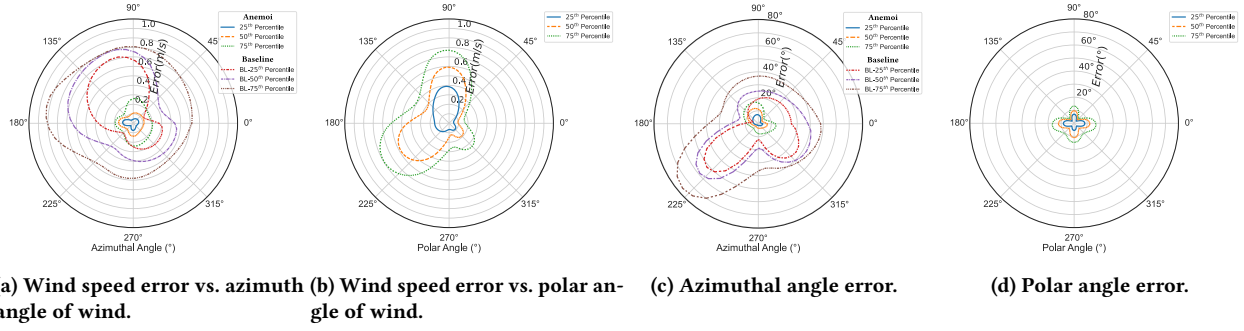 90°
1.0
0.8
0.6
0.4
0.2
Error(m/s)
135°
45
180°
0°
225°
315°
270°
Azimuthal Angle (°)
Anemoi
25th Percentile
50th Percentile
75th Percentile
Baseline
BL-25th Percentile
BL-50th Percentile
BL-75th Percentile
90°
1.0
0.8
0.6
0.4
0.2
Error(m/s)
135°
45
180°
0°
225°
315°
270°
Polar Angle (°)
25th Percentile
50th Percentile
75th Percentile
90°
80°
60°
40°
20°
Error(°)
135°
45
180°
0°
225°
315°
270°
Azimuthal Angle (°)
Anemoi
25th Percentile
50th Percentile
75th Percentile
Baseline
BL-25th Percentile
BL-50th Percentile
BL-75th Percentile
90°
80°
60°
40°
20°
Error(°)
135°
45°
180°
0°
225°
315°
270°
Polar Angle (°)
25th Percentile
50th Percentile
75th Percentile
a) Wind speed error vs. azimuth
angle of wind.
(b) Wind speed error vs. polar an-
gle of wind.
(c) Azimuthal angle error.
(d) Polar angle error.